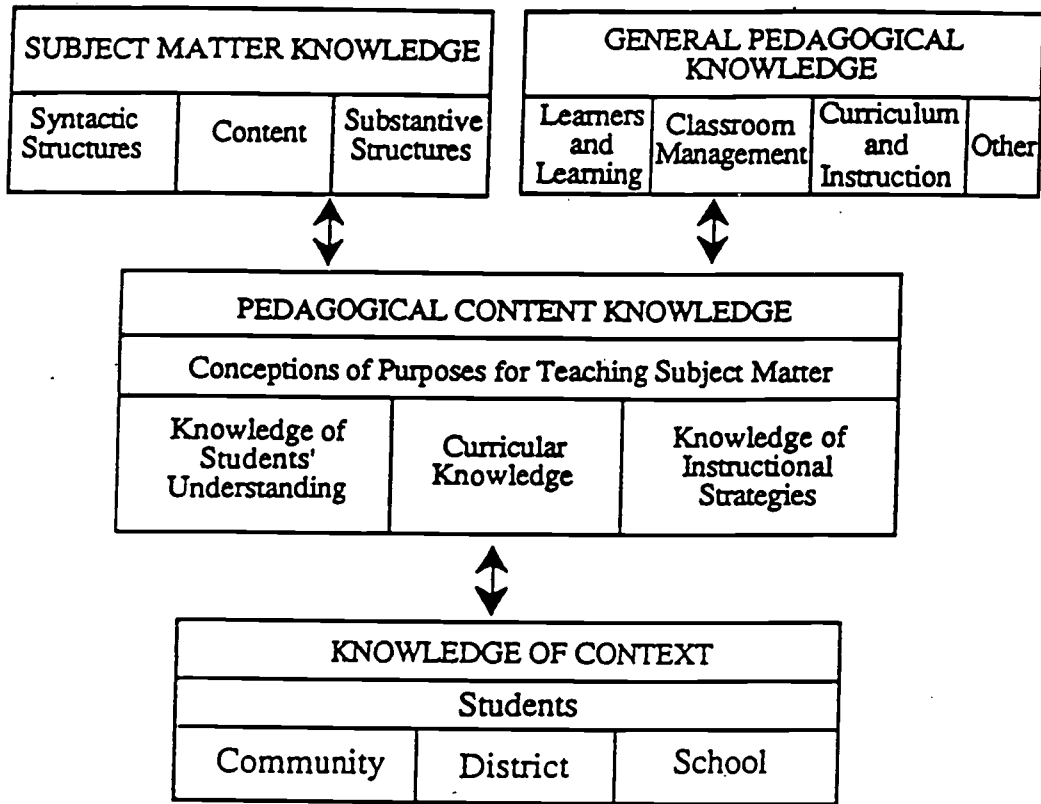 SUBJECT MATTER KNOWLEDGE
Syntactic
Structures
Content
Substantive
Structures
GENERAL PEDAGOGICAL
KNOWLEDGE
Learners
and
Learning
Classroom
Management
Curriculum
and
Instruction
Other
PEDAGOGICAL CONTENT KNOWLEDGE
Conceptions of Purposes for Teaching Subject Matter
Knowledge of
Students'
Understanding
Curricular
Knowledge
Knowledge of
Instructional
Strategies
KNOWLEDGE OF CONTEXT
Students
Community
District
School